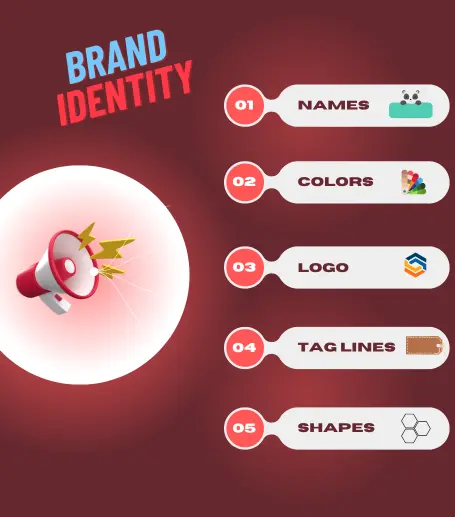 BRAND
IDENTITY
01 NAMES
02 COLORS
03 LOGO
04 TAG LINES
05 SHAPES